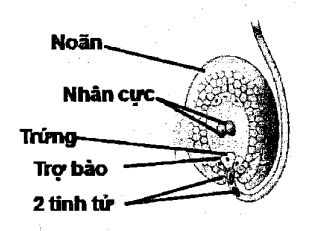 Noãn
Nhân cực
Trứng
Trợ bào
2 tinh tử